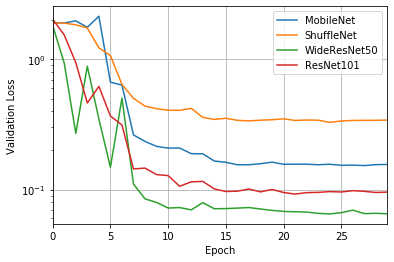 MobileNet
ShuffleNet
WideResNet50
ResNet101
10⁰
10⁻¹
Validation Loss
0 5 10 15 20 25
Epoch